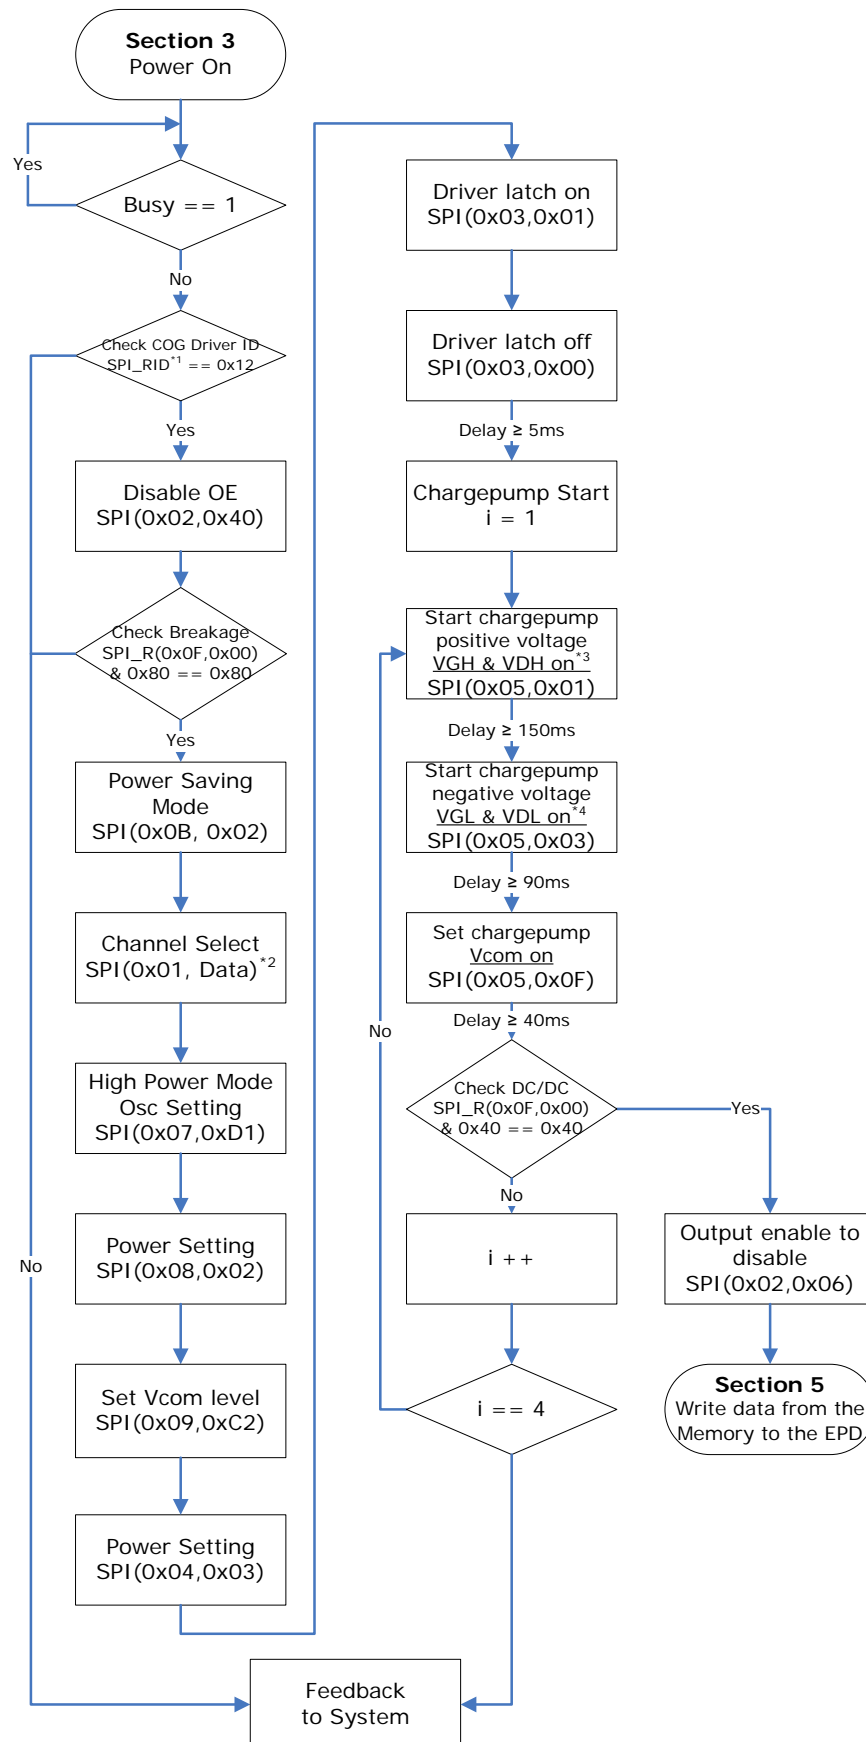 Section 3
Power On
Yes
Busy == 1
No
Check COG Driver ID
SPI_RID*1 == 0x12
Yes
Disable OE
SPI(0x02,0x40)
Check Breakage
SPI_R(0x0F,0x00)
& 0x80 == 0x80
Yes
Power Saving
Mode
SPI(0x0B, 0x02)
Channel Select
SPI(0x01, Data)*2
High Power Mode
Osc Setting
SPI(0x07,0xD1)
Power Setting
SPI(0x08,0x02)
No
Set Vcom level
SPI(0x09,0xC2)
Power Setting
SPI(0x04,0x03)
Driver latch on
SPI(0x03,0x01)
Driver latch off
SPI(0x03,0x00)
Delay ≥ 5ms
Chargepump Start
i = 1
Start chargepump
positive voltage
VGH & VDH on*3
SPI(0x05,0x01)
Delay ≥ 150ms
Start chargepump
negative voltage
VGL & VDL on*4
SPI(0x05,0x03)
Delay ≥ 90ms
Set chargepump
Vcom on
SPI(0x05,0x0F)
Delay ≥ 40ms
No
Check DC/DC
SPI_R(0x0F,0x00)
& 0x40 == 0x40
Yes
No
i ++
i == 4
Output enable to
disable
SPI(0x02,0x06)
Section 5
Write data from the
Memory to the EPD
Feedback
to System